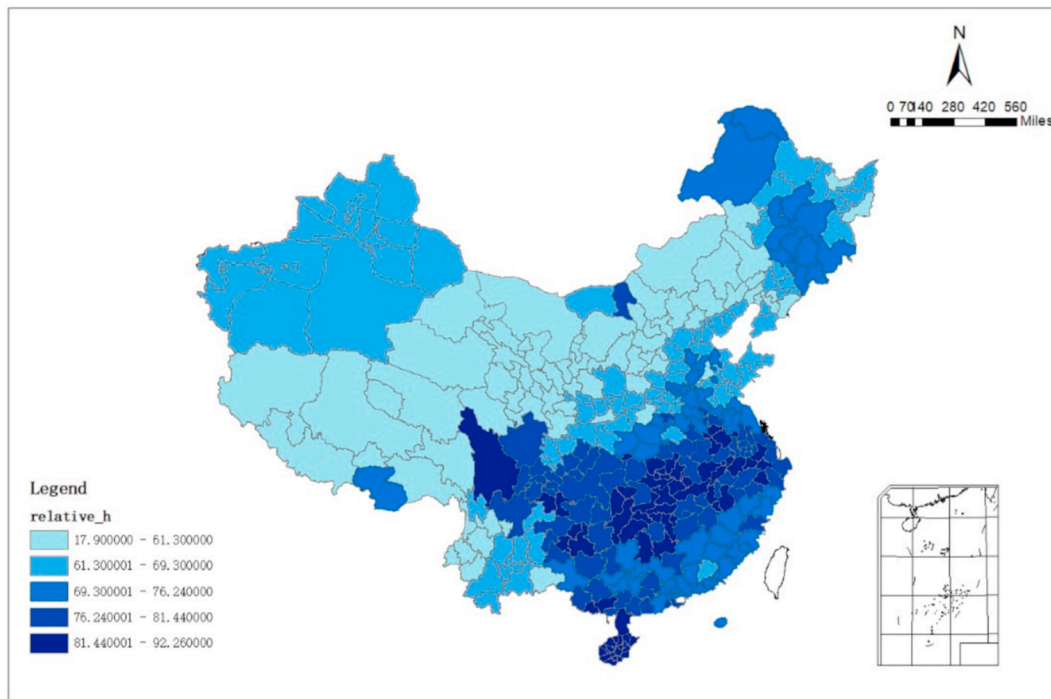 N
0 70140 280 420 560
Miles
Legend
relative_h
17.900000 - 61.300000
61.300001 - 69.300000
69.300001 - 76.240000
76.240001 - 81.440000
81.440001 - 92.260000